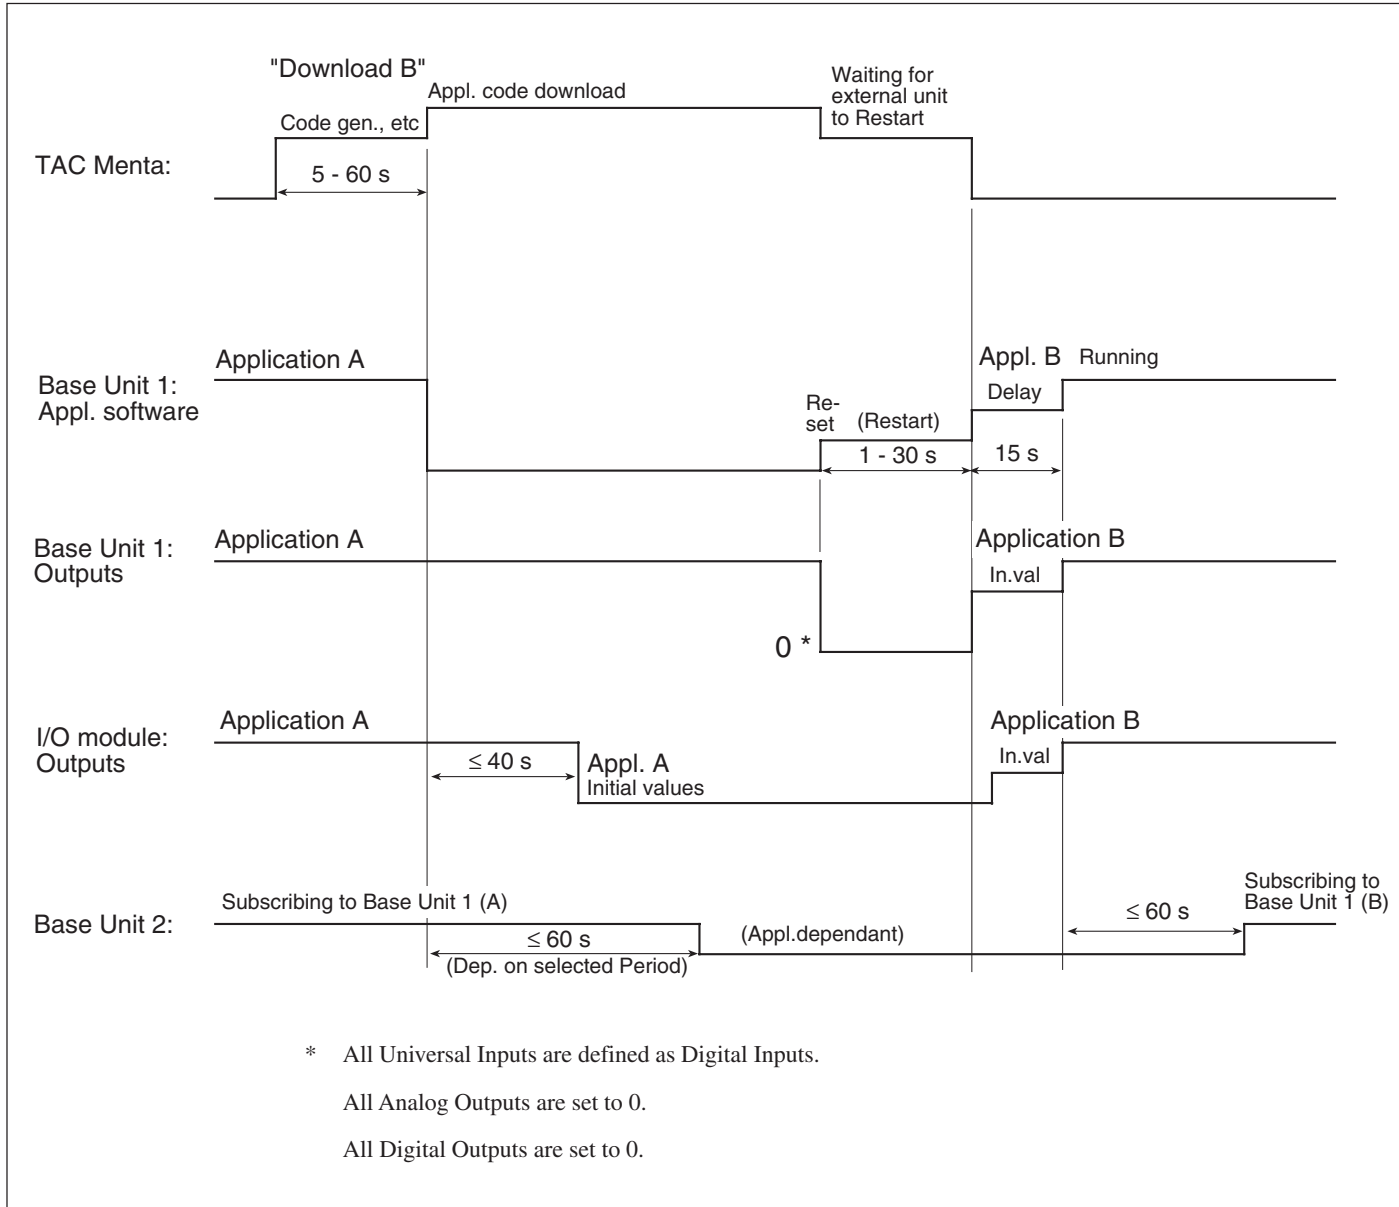 "Download B"
Appl. code download
Waiting for
external unit
to Restart
Code gen., etc
TAC Menta:
5 - 60 s
Application A
Base Unit 1:
Appl. software
Appl. B Running
Delay
Re-
set
(Restart)
1 - 30 s
15 s
Base Unit 1:
Outputs
Application A
Application B
In.val
0 *
I/O module:
Outputs
Application A
Application B
≤ 40 s
Appl. A
Initial values
In.val
Base Unit 2:
Subscribing to Base Unit 1 (A)
≤ 60 s
(Dep. on selected Period)
(Appl.dependant)
≤ 60 s
Subscribing to
Base Unit 1 (B)
* All Universal Inputs are defined as Digital Inputs.
All Analog Outputs are set to 0.
All Digital Outputs are set to 0.